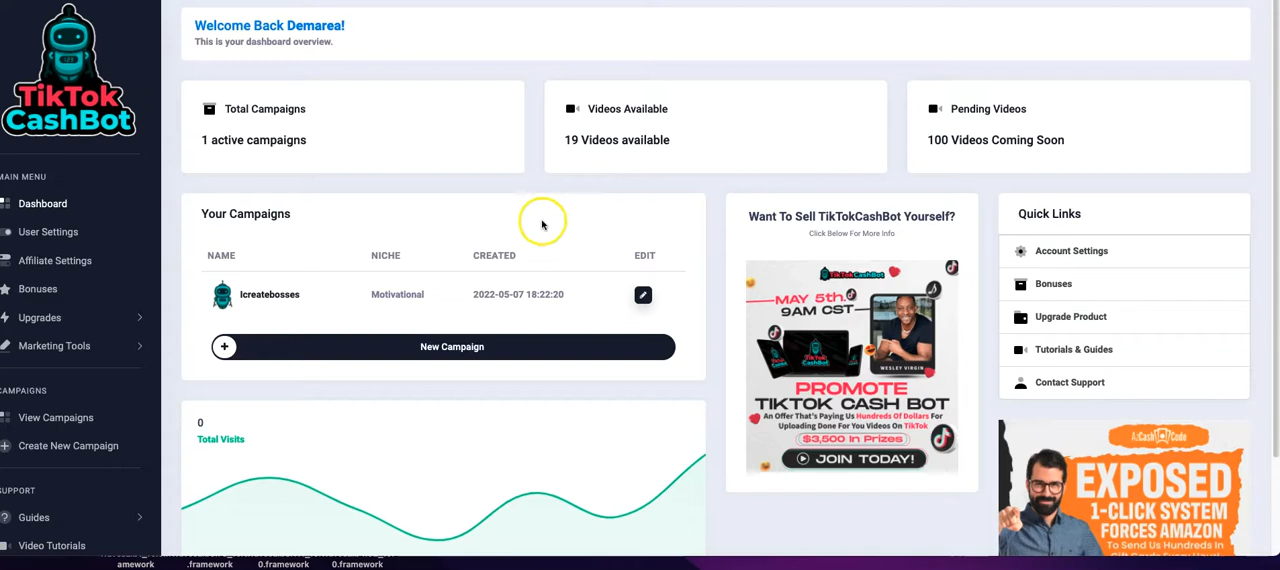 TikTok
CashBot
MAIN MENU
Dashboard
User Settings
Affiliate Settings
Bonuses
Upgrades
Marketing Tools
CAMPAIGNS
View Campaigns
Create New Campaign
SUPPORT
Guides
Video Tutorials
Welcome Back Demarea!
This is your dashboard overview.
Total Campaigns
1 active campaigns
Videos Available
19 Videos available
Pending Videos
100 Videos Coming Soon
Your Campaigns
NAME NICHE CREATED EDIT
Icreatebosses Motivational 2022-05-07 18:22:20
New Campaign
0
Total Visits
Want To Sell TikTokCashBot Yourself?
Click Below For More Info
TikTokCashBot
MAY 5th
9AM CST
WESLEY VIRGIN
PROMOTE
TIKTOK CASH BOT
An Offer That's Paying Us Hundreds Of Dollars For
Uploading Done For You Videos On TikTok
$3,500 In Prizes
JOIN TODAY!
Quick Links
Account Settings
Bonuses
Upgrade Product
Tutorials & Guides
Contact Support
EXPOSED
1-CLICK SYSTEM
FORCES AMAZON
To Send Us Hundreds In
amework .framework 0.framework 0.framework